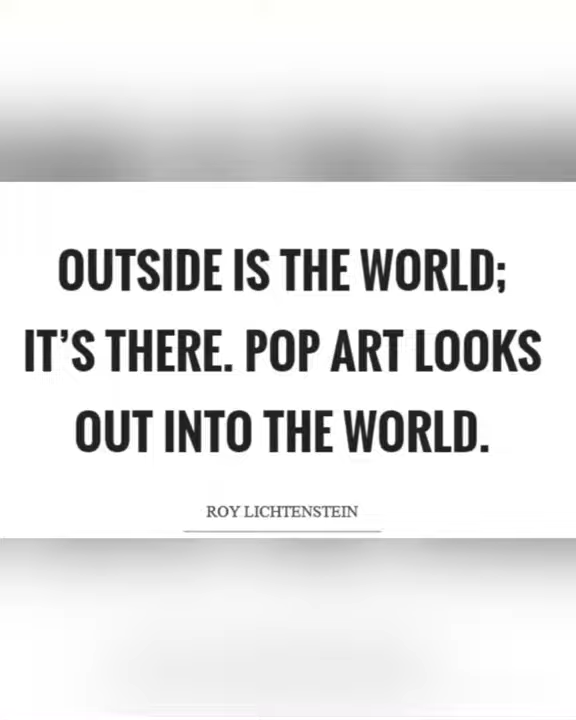 OUTSIDE IS THE WORLD;
IT’S THERE. POP ART LOOKS
OUT INTO THE WORLD.
ROY LICHTENSTEIN